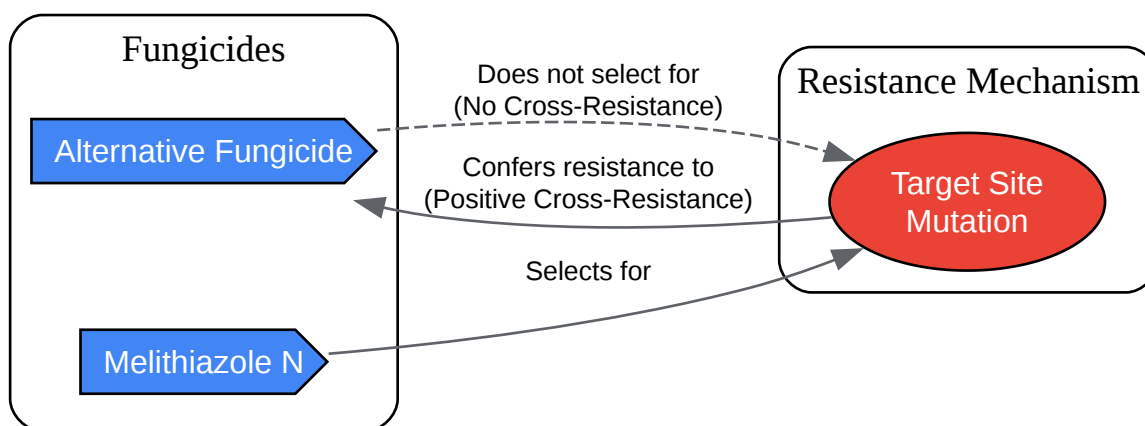 Fungicides
Alternative Fungicide
Melithiazole N
Does not select for
(No Cross-Resistance)
Confers resistance to
(Positive Cross-Resistance)
Selects for
Resistance Mechanism
Target Site
Mutation